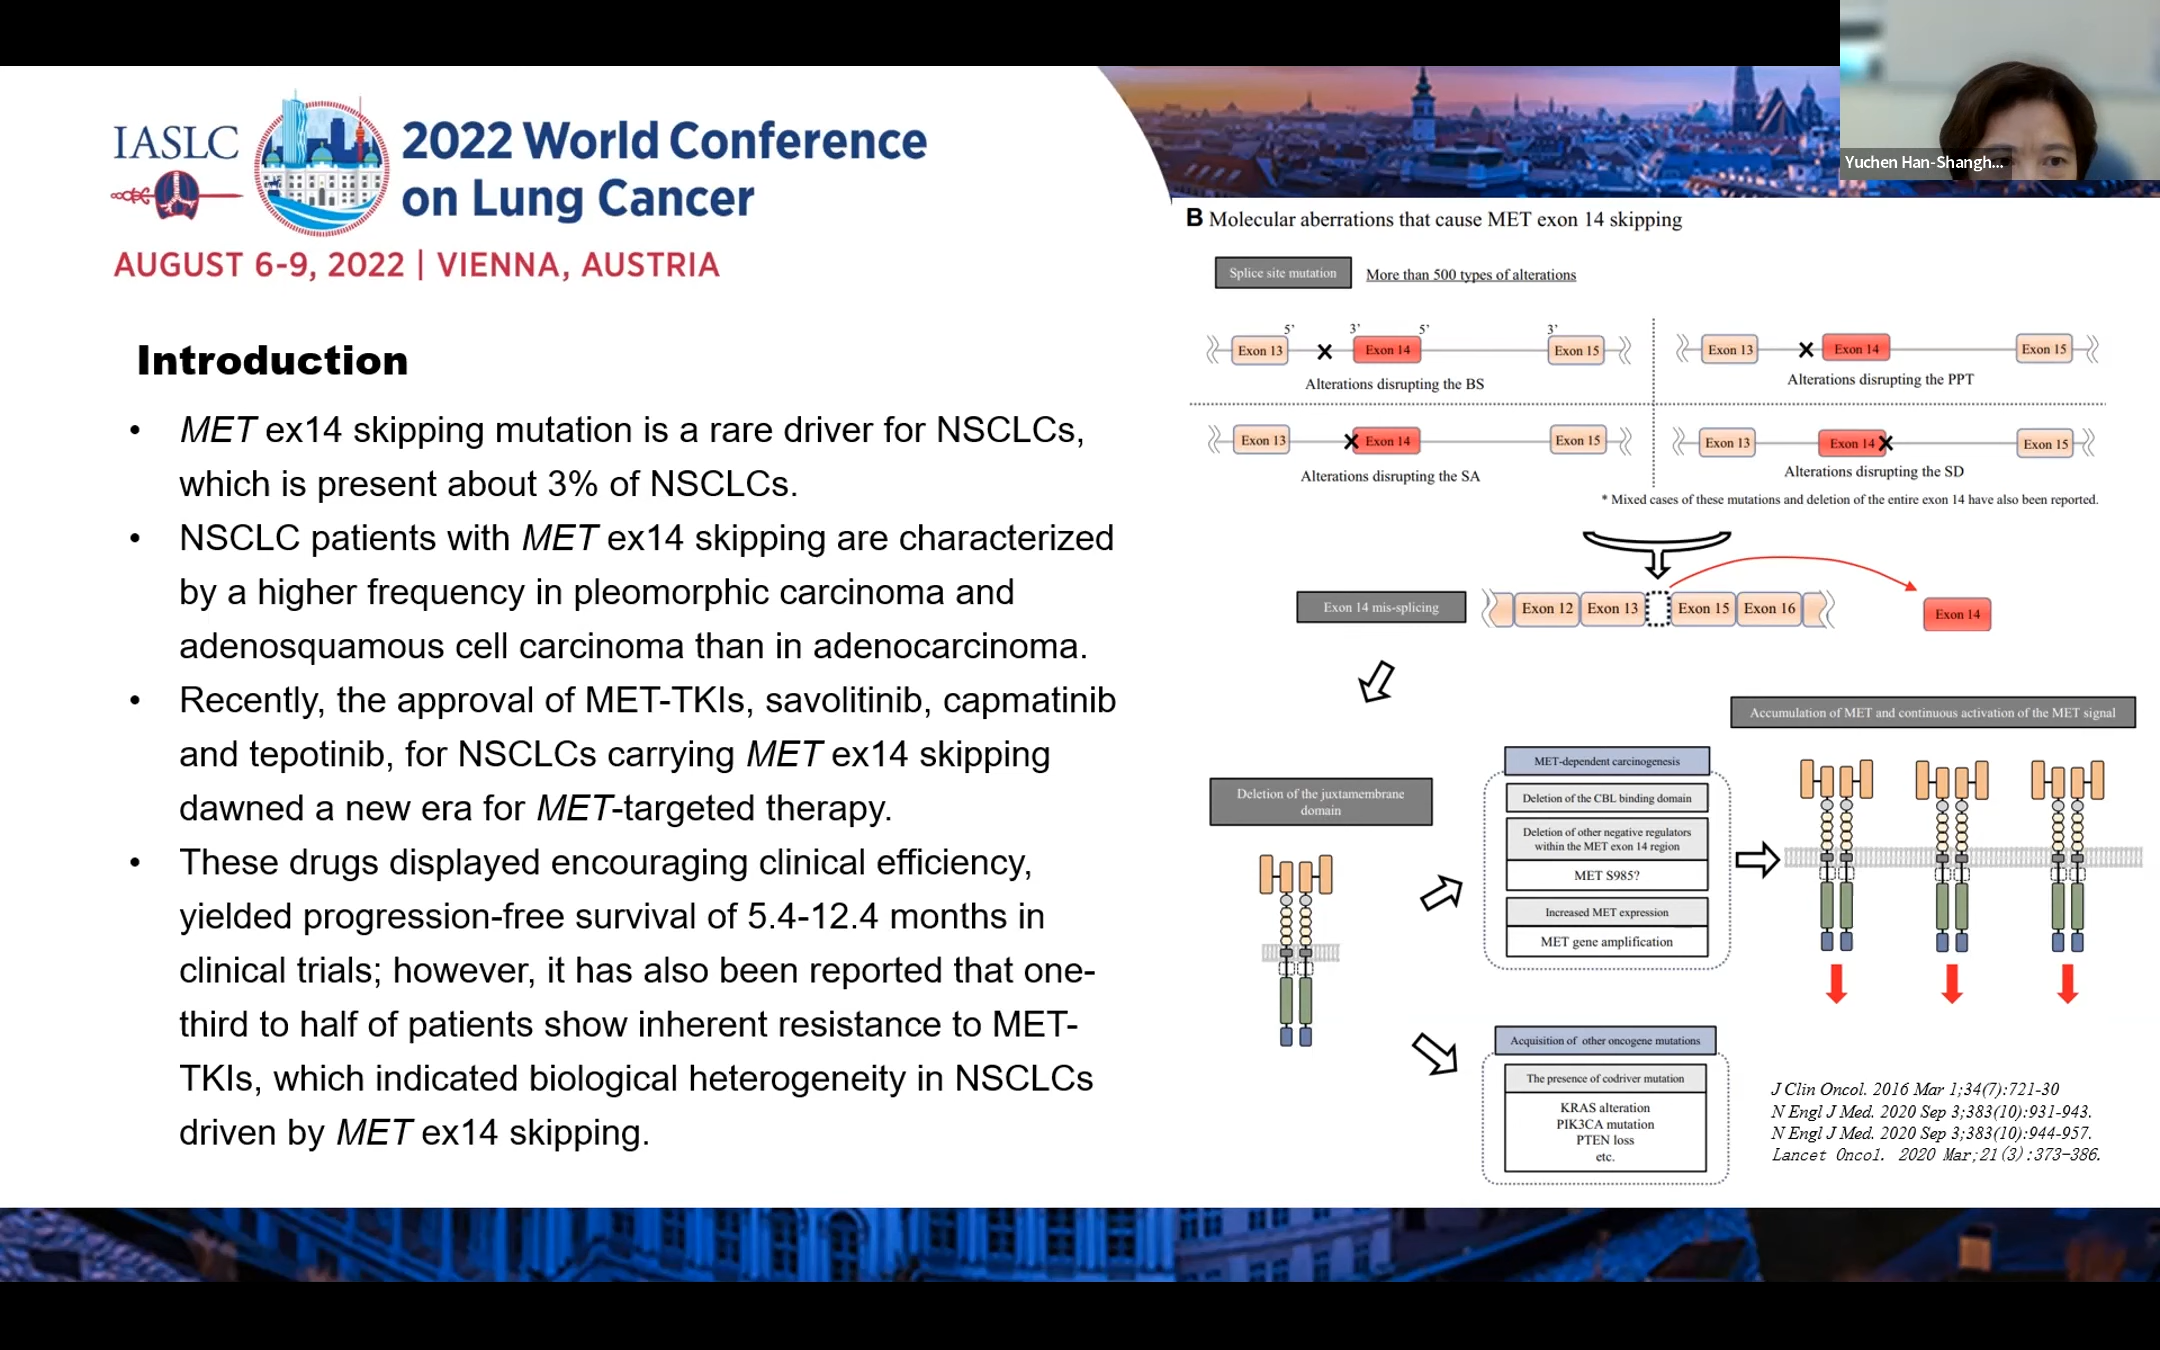 IASLC
2022 World Conference
on Lung Cancer
AUGUST 6-9, 2022 | VIENNA, AUSTRIA
Yuchen Han-Shangh...
Introduction
• MET ex14 skipping mutation is a rare driver for NSCLCs,
which is present about 3% of NSCLCs.
• NSCLC patients with MET ex14 skipping are characterized
by a higher frequency in pleomorphic carcinoma and
adenosquamous cell carcinoma than in adenocarcinoma.
• Recently, the approval of MET-TKIs, savolitinib, capmatinib
and tepotinib, for NSCLCs carrying MET ex14 skipping
dawned a new era for MET-targeted therapy.
• These drugs displayed encouraging clinical efficiency,
yielded progression-free survival of 5.4-12.4 months in
clinical trials; however, it has also been reported that one-
third to half of patients show inherent resistance to MET-
TKIs, which indicated biological heterogeneity in NSCLCs
driven by MET ex14 skipping.
B Molecular aberrations that cause MET exon 14 skipping
Splice site mutation
More than 500 types of alterations
5' 3' 5' 3'
Exon 13 Exon 14 Exon 15
Alterations disrupting the BS
Exon 13 Exon 14 Exon 15
Alterations disrupting the PPT
Exon 13 Exon 14 Exon 15
Alterations disrupting the SA
Exon 13 Exon 14 Exon 15
Alterations disrupting the SD
* Mixed cases of these mutations and deletion of the entire exon 14 have also been reported.
Exon 14 mis-splicing
Exon 12 Exon 13 Exon 15 Exon 16
Exon 14
Deletion of the juxtamembrane
domain
MET-dependent carcinogenesis
Deletion of the CBL binding domain
Deletion of other negative regulators
within the MET exon 14 region
MET S985?
Increased MET expression
MET gene amplification
Accumulation of MET and continuous activation of the MET signal
Acquisition of other oncogene mutations
The presence of codriver mutation
KRAS alteration
PIK3CA mutation
PTEN loss
etc.
J Clin Oncol. 2016 Mar 1;34(7):721-30
N Engl J Med. 2020 Sep 3;383(10):931-943.
N Engl J Med. 2020 Sep 3;383(10):944-957.
Lancet Oncol. 2020 Mar;21(3):373-386.